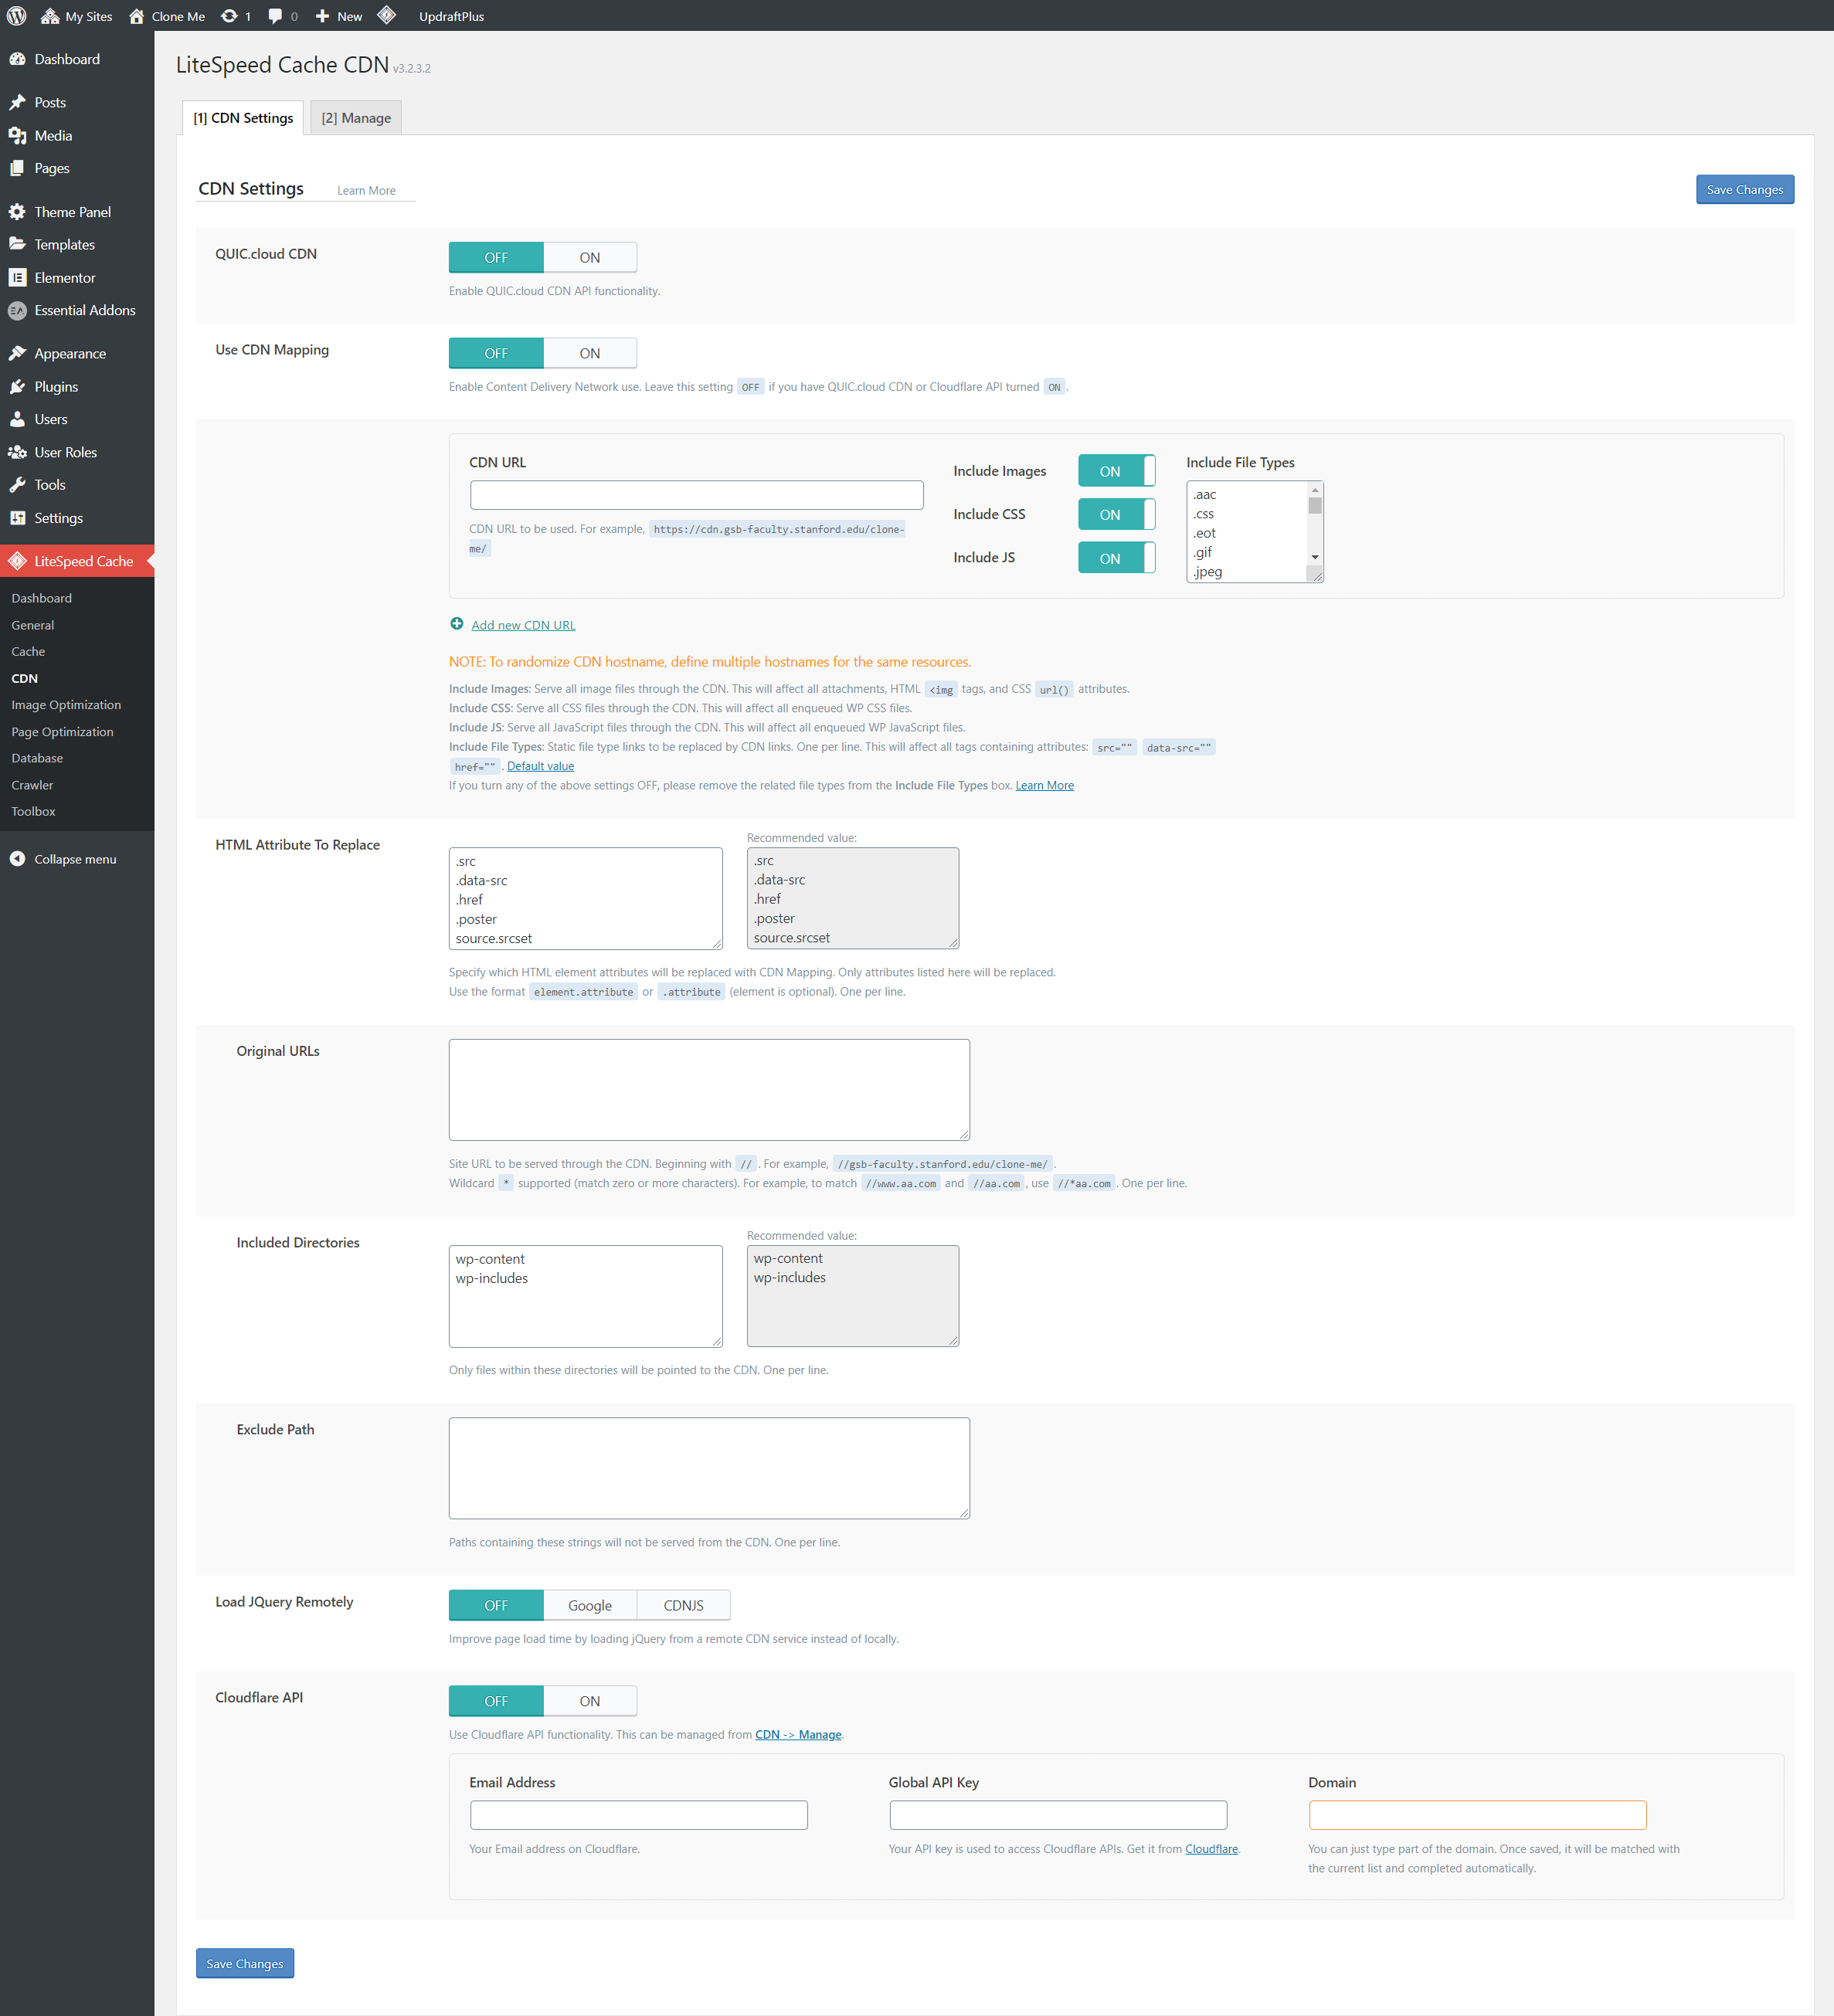 My Sites Clone Me 1 0 New UpdraftPlus
Dashboard
Posts
Media
Pages
Theme Panel
Templates
Elementor
Essential Addons
Appearance
Plugins
Users
User Roles
Tools
Settings
LiteSpeed Cache
Dashboard
General
Cache
CDN
Image Optimization
Page Optimization
Database
Crawler
Toolbox
Collapse menu
LiteSpeed Cache CDN v3.2.3.2
[1] CDN Settings [2] Manage
CDN Settings Learn More Save Changes
QUIC.cloud CDN OFF ON
Enable QUIC.cloud CDN API functionality.
Use CDN Mapping OFF ON
Enable Content Delivery Network use. Leave this setting OFF if you have QUIC.cloud CDN or Cloudflare API turned ON.
CDN URL
CDN URL to be used. For example, https://cdn.gsb-faculty.stanford.edu/clone-
me/
Include Images ON
Include CSS ON
Include JS ON
Include File Types
.aac
.css
.eot
.gif
.jpeg
Add new CDN URL
NOTE: To randomize CDN hostname, define multiple hostnames for the same resources.
Include Images: Serve all image files through the CDN. This will affect all attachments, HTML <img tags, and CSS url() attributes.
Include CSS: Serve all CSS files through the CDN. This will affect all enqueued WP CSS files.
Include JS: Serve all JavaScript files through the CDN. This will affect all enqueued WP JavaScript files.
Include File Types: Static file type links to be replaced by CDN links. One per line. This will affect all tags containing attributes: src="" data-src=""
href="". Default value
If you turn any of the above settings OFF, please remove the related file types from the Include File Types box. Learn More
HTML Attribute To Replace
.src
.data-src
.href
.poster
source.srcset
Recommended value:
.src
.data-src
.href
.poster
source.srcset
Specify which HTML element attributes will be replaced with CDN Mapping. Only attributes listed here will be replaced.
Use the format element.attribute or .attribute (element is optional). One per line.
Original URLs
Site URL to be served through the CDN. Beginning with //. For example, //gsb-faculty.stanford.edu/clone-me/.
Wildcard * supported (match zero or more characters). For example, to match //www.aa.com and //aa.com, use //*aa.com. One per line.
Included Directories
wp-content
wp-includes
Recommended value:
wp-content
wp-includes
Only files within these directories will be pointed to the CDN. One per line.
Exclude Path
Paths containing these strings will not be served from the CDN. One per line.
Load JQuery Remotely OFF Google CDNJS
Improve page load time by loading jQuery from a remote CDN service instead of locally.
Cloudflare API OFF ON
Use Cloudflare API functionality. This can be managed from CDN -> Manage.
Email Address
Your Email address on Cloudflare.
Global API Key
Your API key is used to access Cloudflare APIs. Get it from Cloudflare.
Domain
You can just type part of the domain. Once saved, it will be matched with
the current list and completed automatically.
Save Changes